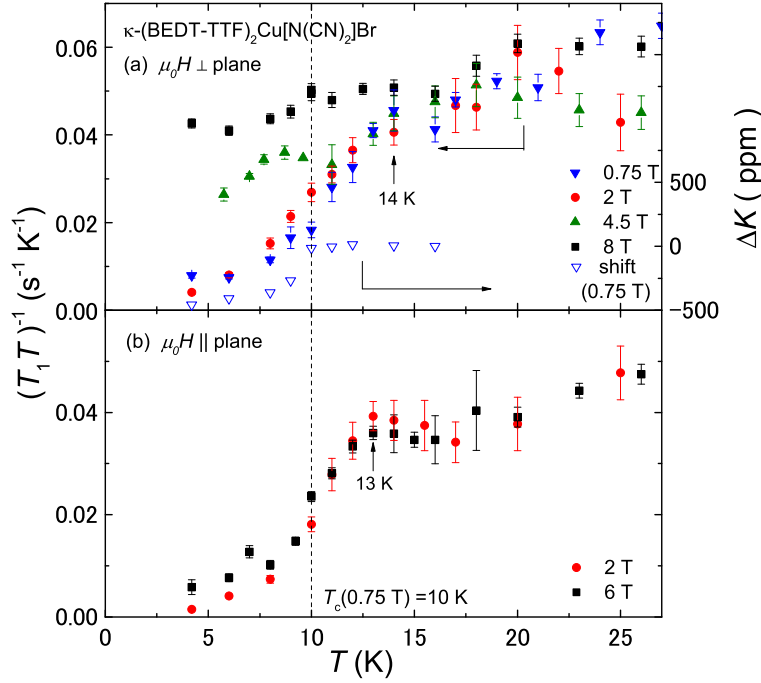 κ-(BEDT-TTF)₂Cu[N(CN)₂]Br
(a) μ₀H ⊥ plane
0.06
0.04
0.02
0.00
14 K
0.75 T
2 T
4.5 T
8 T
shift
(0.75 T)
500
0
−500
ΔK ( ppm)
(T₁T)⁻¹ (s⁻¹ K⁻¹)
(b) μ₀H || plane
0.04
0.02
0.00
13 K
T_c(0.75 T) =10 K
2 T
6 T
0
5
10
15
20
25
T (K)